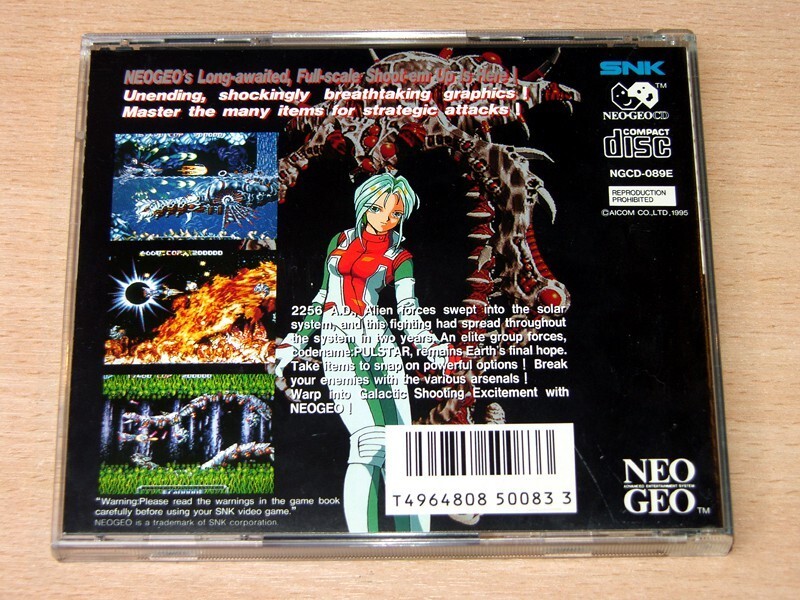 NEOGEO's Long-awaited, Full-scale Shoot-em Up is Here !
Unending, shockingly breathtaking graphics !
Master the many items for strategic attacks !
SNK
™
NEO·GEO CD
COMPACT
disc
NGCD-089E
REPRODUCTION
PROHIBITED
©AICOM CO.,LTD.,1995
2256 A.D., Alien forces swept into the solar
system, and this fighting had spread throughout
the system in two years. An elite group forces,
codename:PULSTAR, remains Earth's final hope.
Take items to snap on powerful options ! Break
your enemies with the various arsenals !
Warp into Galactic Shooting Excitement with
NEOGEO !
T4964808 50083 3
NEO
ADVANCED ENTERTAINMENT SYSTEM
GEO™
"Warning:Please read the warnings in the game book
carefully before using your SNK video game."
NEOGEO is a trademark of SNK corporation.